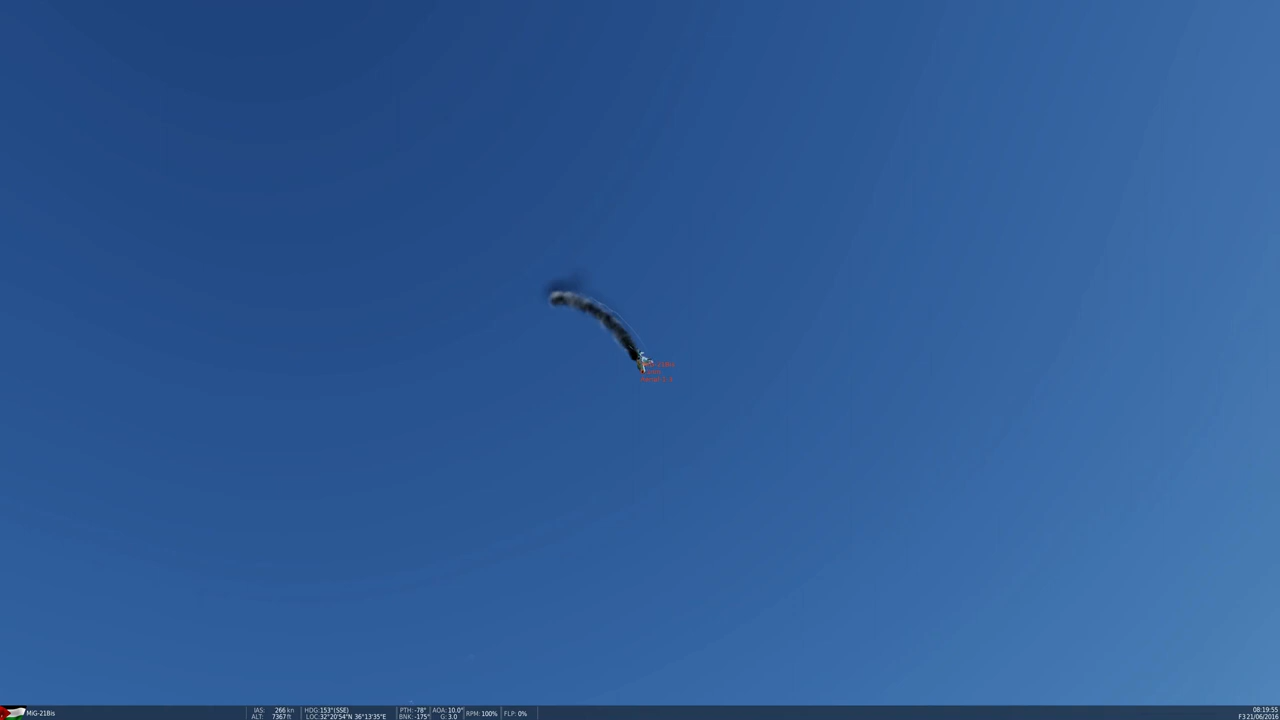 MiG-21Bis
IAS: 266 kn
ALT: 7367 ft
HDG:153°(SSE)
LOC:32°20'54"N 36°13'35"E
PTH: -78°
BNK: -175°
AOA: 10.0°
G: 3.0
RPM: 100%
FLP: 0%
08:19:55
F3 21/06/2016